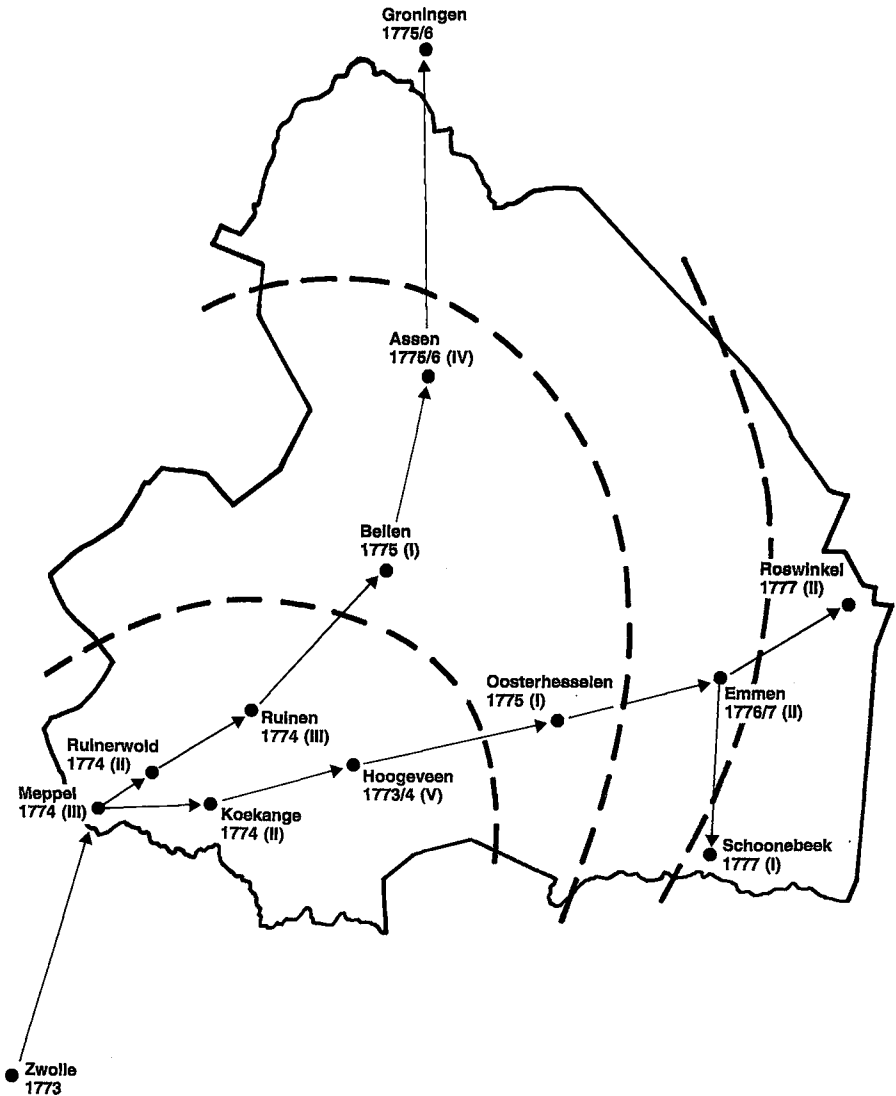 Groningen
1775/6
Assen
1775/6 (IV)
Beilen
1775 (I)
Roswinkel
1777 (II)
Oosterhesselen
1775 (I)
Emmen
1776/7 (II)
Ruinen
1774 (III)
Ruinerwold
1774 (II)
Hoogeveen
1773/4 (V)
Meppel
1774 (III)
Koekange
1774 (II)
Schoonebeek
1777 (I)
Zwolle
1773